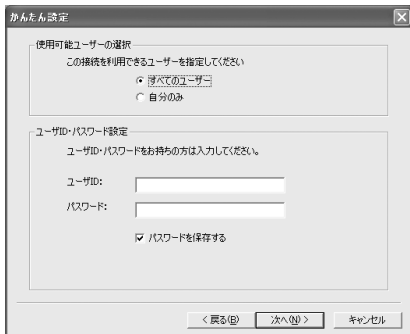 かんたん設定
使用可能ユーザーの選択
この接続を利用できるユーザーを指定してください
すべてのユーザー
自分のみ
ユーザID・パスワード設定
ユーザID・パスワードをお持ちの方は入力してください。
ユーザID:
パスワード:
パスワードを保存する
< 戻る(B) 次へ(N) > キャンセル